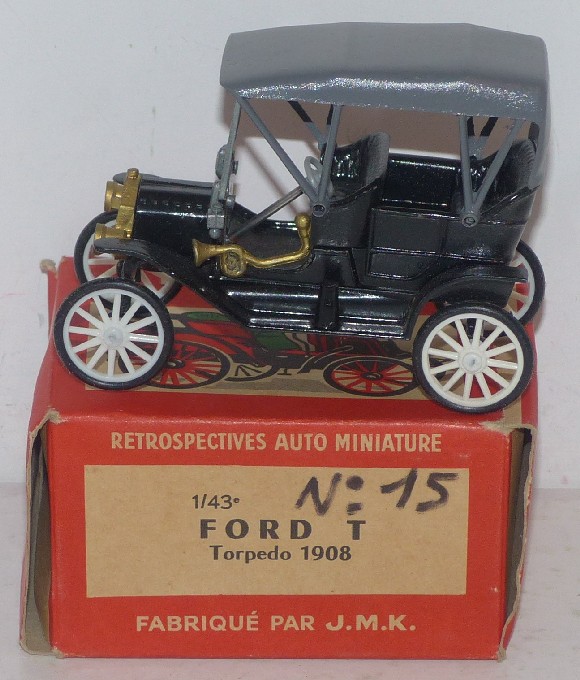 RETROSPECTIVES AUTO MINIATURE
1/43e N°:15
FORD T
Torpedo 1908
FABRIQUÉ PAR J.M.K.